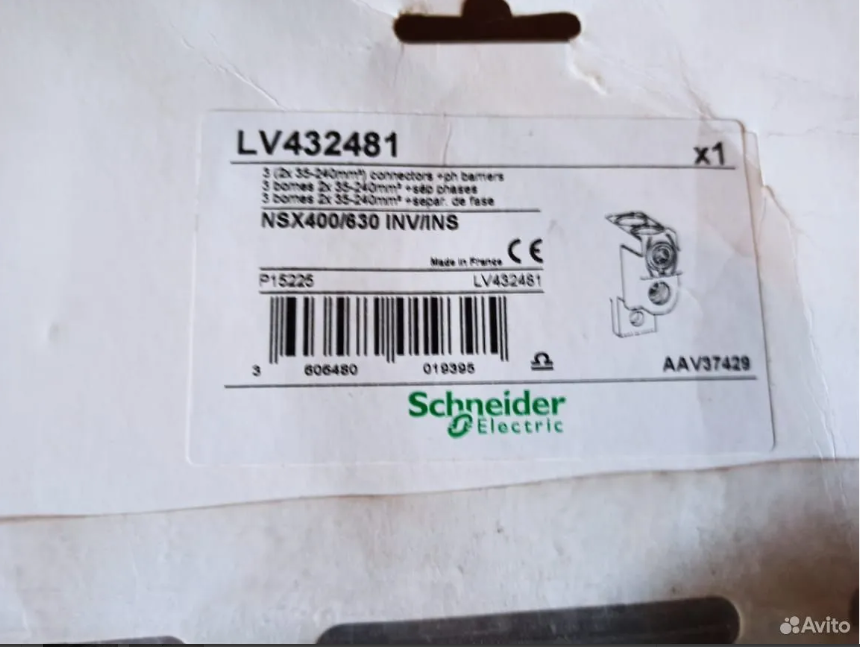 LV432481
x1
3 (2x 35-240mm²) connectors +ph barriers
3 bornes 2x 35-240mm² +sép phases
3 bornes 2x 35-240mm² +separ. de fase
NSX400/630 INV/INS
Made in France CE
P15225 LV432481
3 606480 019395
AAV37429
Schneider
Electric
Avito